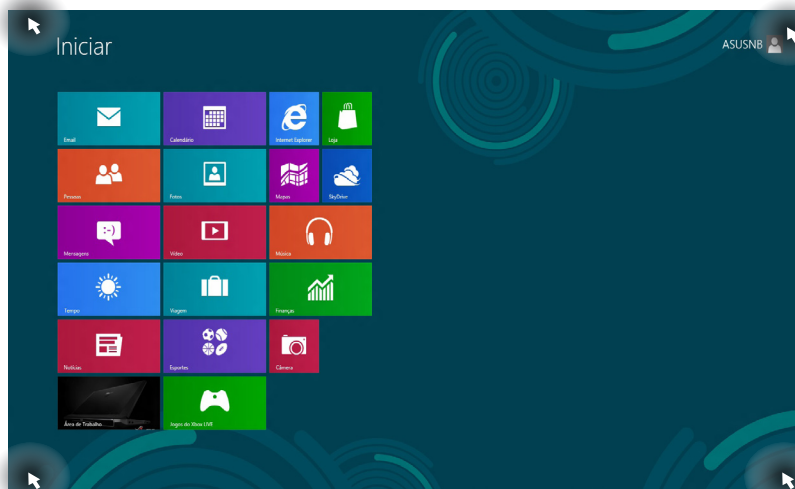 Iniciar
ASUSNB
Email
Calendário
Internet Explorer
Loja
Pessoas
Fotos
Mapas
SkyDrive
Mensagens
:-)
Vídeo
Música
Tempo
Viagem
Finanças
Notícias
Esportes
Câmera
Área de Trabalho
Jogos do Xbox LIVE